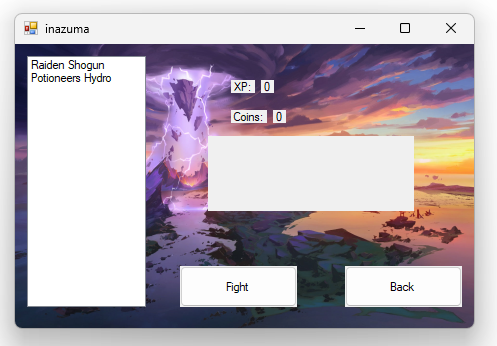 inazuma
Raiden Shogun
Potioneers Hydro
XP: 0
Coins: 0
Fight
Back